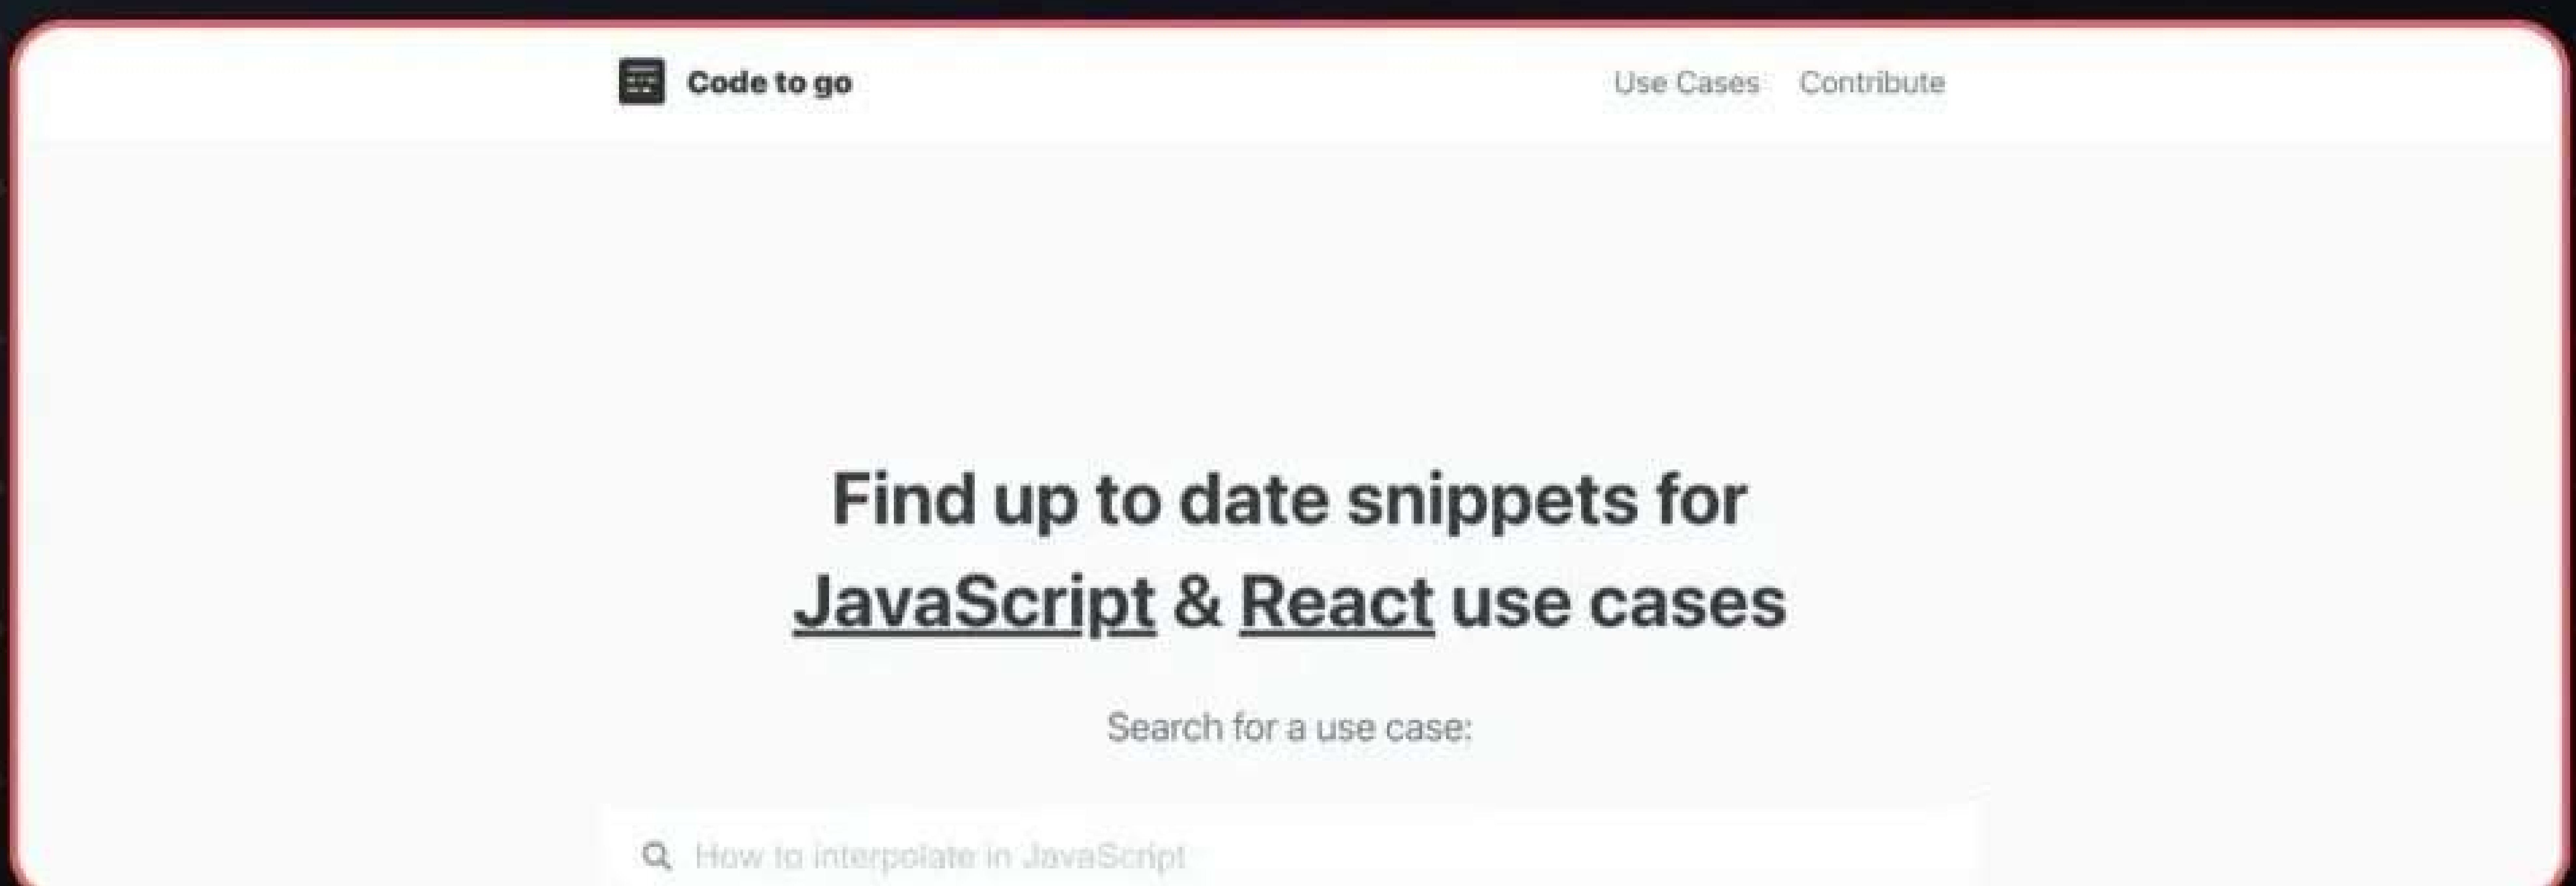 Code to go
Use Cases
Contribute
Find up to date snippets for
JavaScript & React use cases
Search for a use case:
How to interpolate in JavaScript